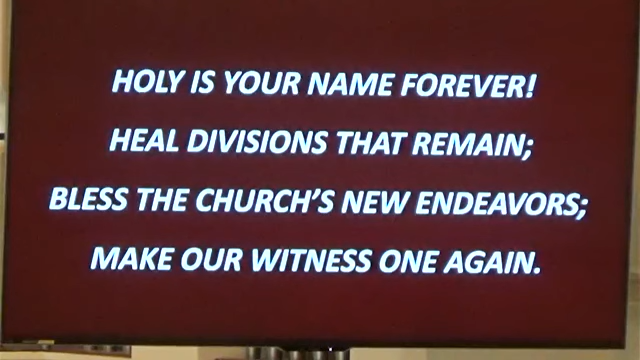 HOLY IS YOUR NAME FOREVER!
HEAL DIVISIONS THAT REMAIN;
BLESS THE CHURCH'S NEW ENDEAVORS;
MAKE OUR WITNESS ONE AGAIN.